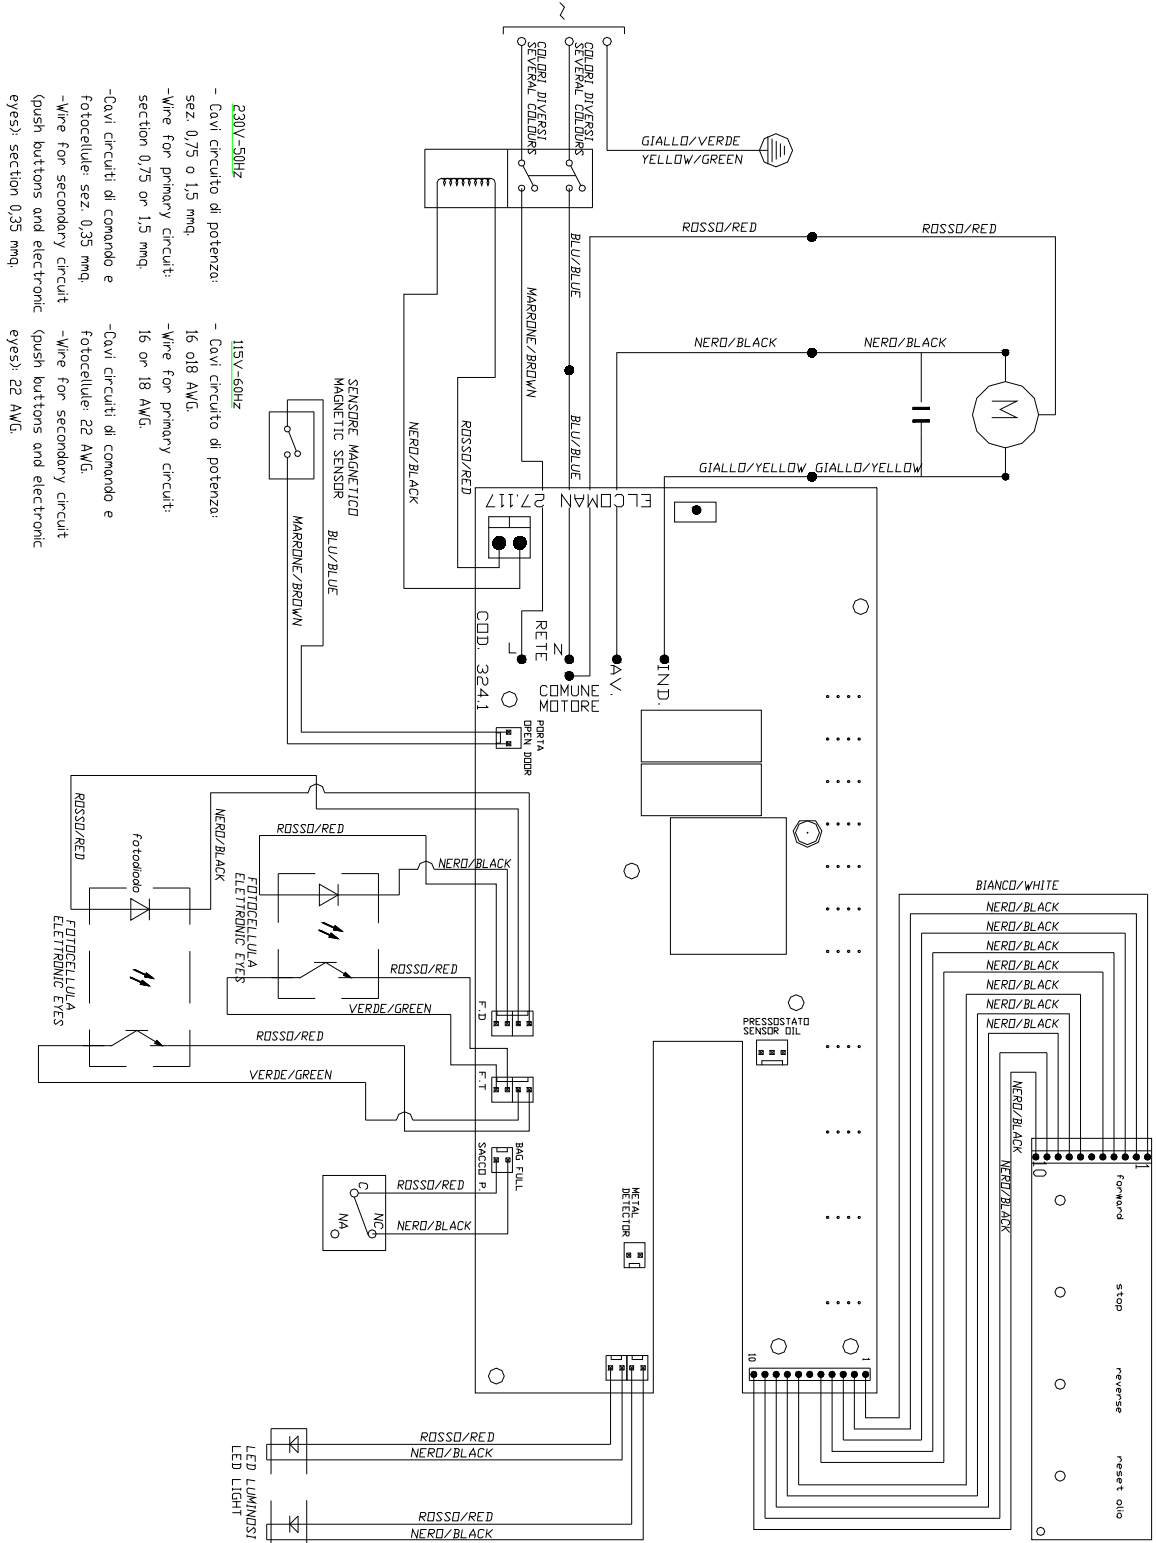 ~
COLORI DIVERSI
SEVERAL COLOURS
COLORI DIVERSI
SEVERAL COLOURS
GIALLO/VERDE
YELLOW/GREEN
230V-50Hz
- Cavi circuito di potenza:
sez. 0,75 o 1,5 mmq.
-Wire for primary circuit:
section 0,75 or 1,5 mmq.
-Cavi circuiti di comando e
fotocellule: sez. 0,35 mmq.
-Wire for secondary circuit
(push buttons and electronic
eyes): section 0,35 mmq.
115V-60Hz
- Cavi circuito di potenza:
16 o18 AWG.
-Wire for primary circuit:
16 or 18 AWG.
-Cavi circuiti di comando e
fotocellule: 22 AWG.
-Wire for secondary circuit
(push buttons and electronic
eyes): 22 AWG.
ROSSO/RED
ROSSO/RED
BLU/BLUE
MARRONE/BROWN
NERO/BLACK
NERO/BLACK
M
BLU/BLUE
ROSSO/RED
NERO/BLACK
SENSORE MAGNETICO
MAGNETIC SENSOR
GIALLO/YELLOW
GIALLO/YELLOW
ELCOMAN 27.117
MARRONE/BROWN
BLU/BLUE
COD. 324.1
RETE
L
N
COMUNE
MOTORE
AV.
IND.
PORTA
OPEN DOOR
ROSSO/RED
NERO/BLACK
fotodiodo
ROSSO/RED
NERO/BLACK
FOTOCELLULA
ELETTRONIC EYES
FOTOCELLULA
ELETTRONIC EYES
ROSSO/RED
VERDE/GREEN
F.D
ROSSO/RED
VERDE/GREEN
F.T
PRESSOSTATO
SENSOR OIL
BIANCO/WHITE
NERO/BLACK
NERO/BLACK
NERO/BLACK
NERO/BLACK
NERO/BLACK
NERO/BLACK
NERO/BLACK
NERO/BLACK
NERO/BLACK
BAG FULL
SACCO P.
C
NC
NA
ROSSO/RED
NERO/BLACK
METAL
DETECTOR
10
1
forward
stop
reverse
reset olio
10
1
ROSSO/RED
NERO/BLACK
ROSSO/RED
NERO/BLACK
LED LUMINOSI
LED LIGHT